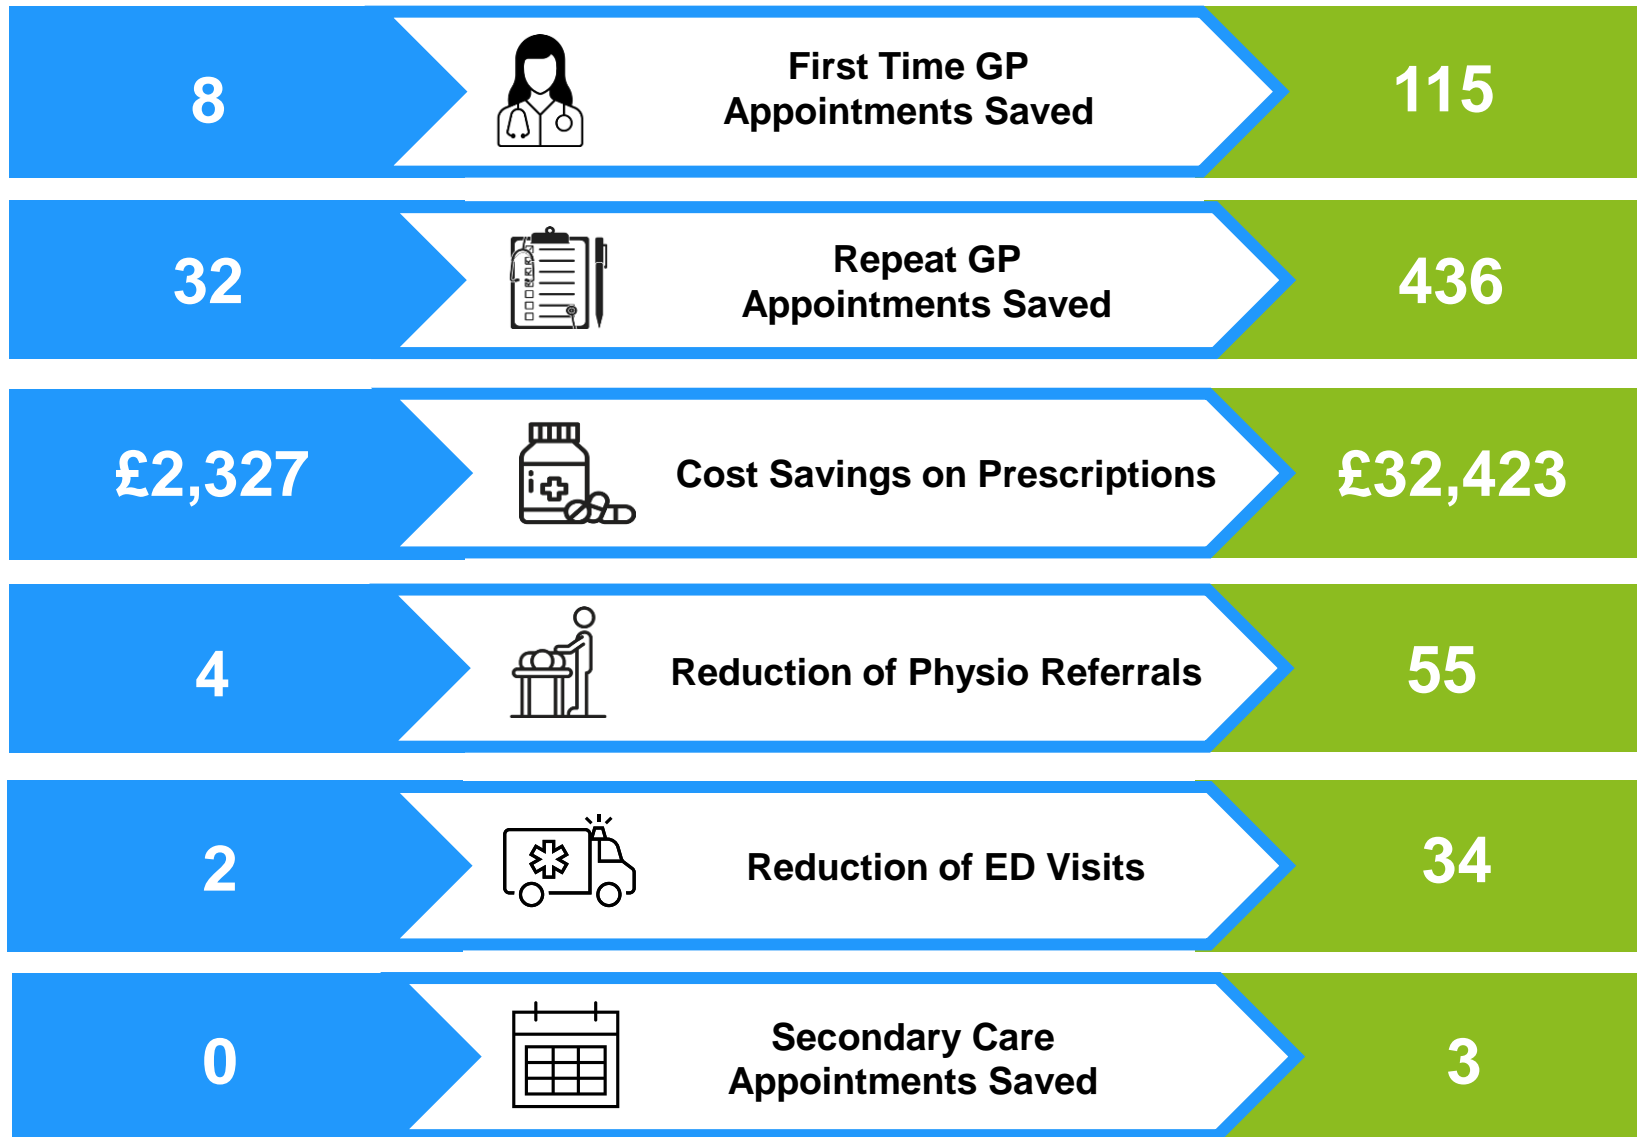 8
First Time GP
Appointments Saved
115
32
Repeat GP
Appointments Saved
436
£2,327
Cost Savings on Prescriptions
£32,423
4
Reduction of Physio Referrals
55
2
Reduction of ED Visits
34
0
Secondary Care
Appointments Saved
3